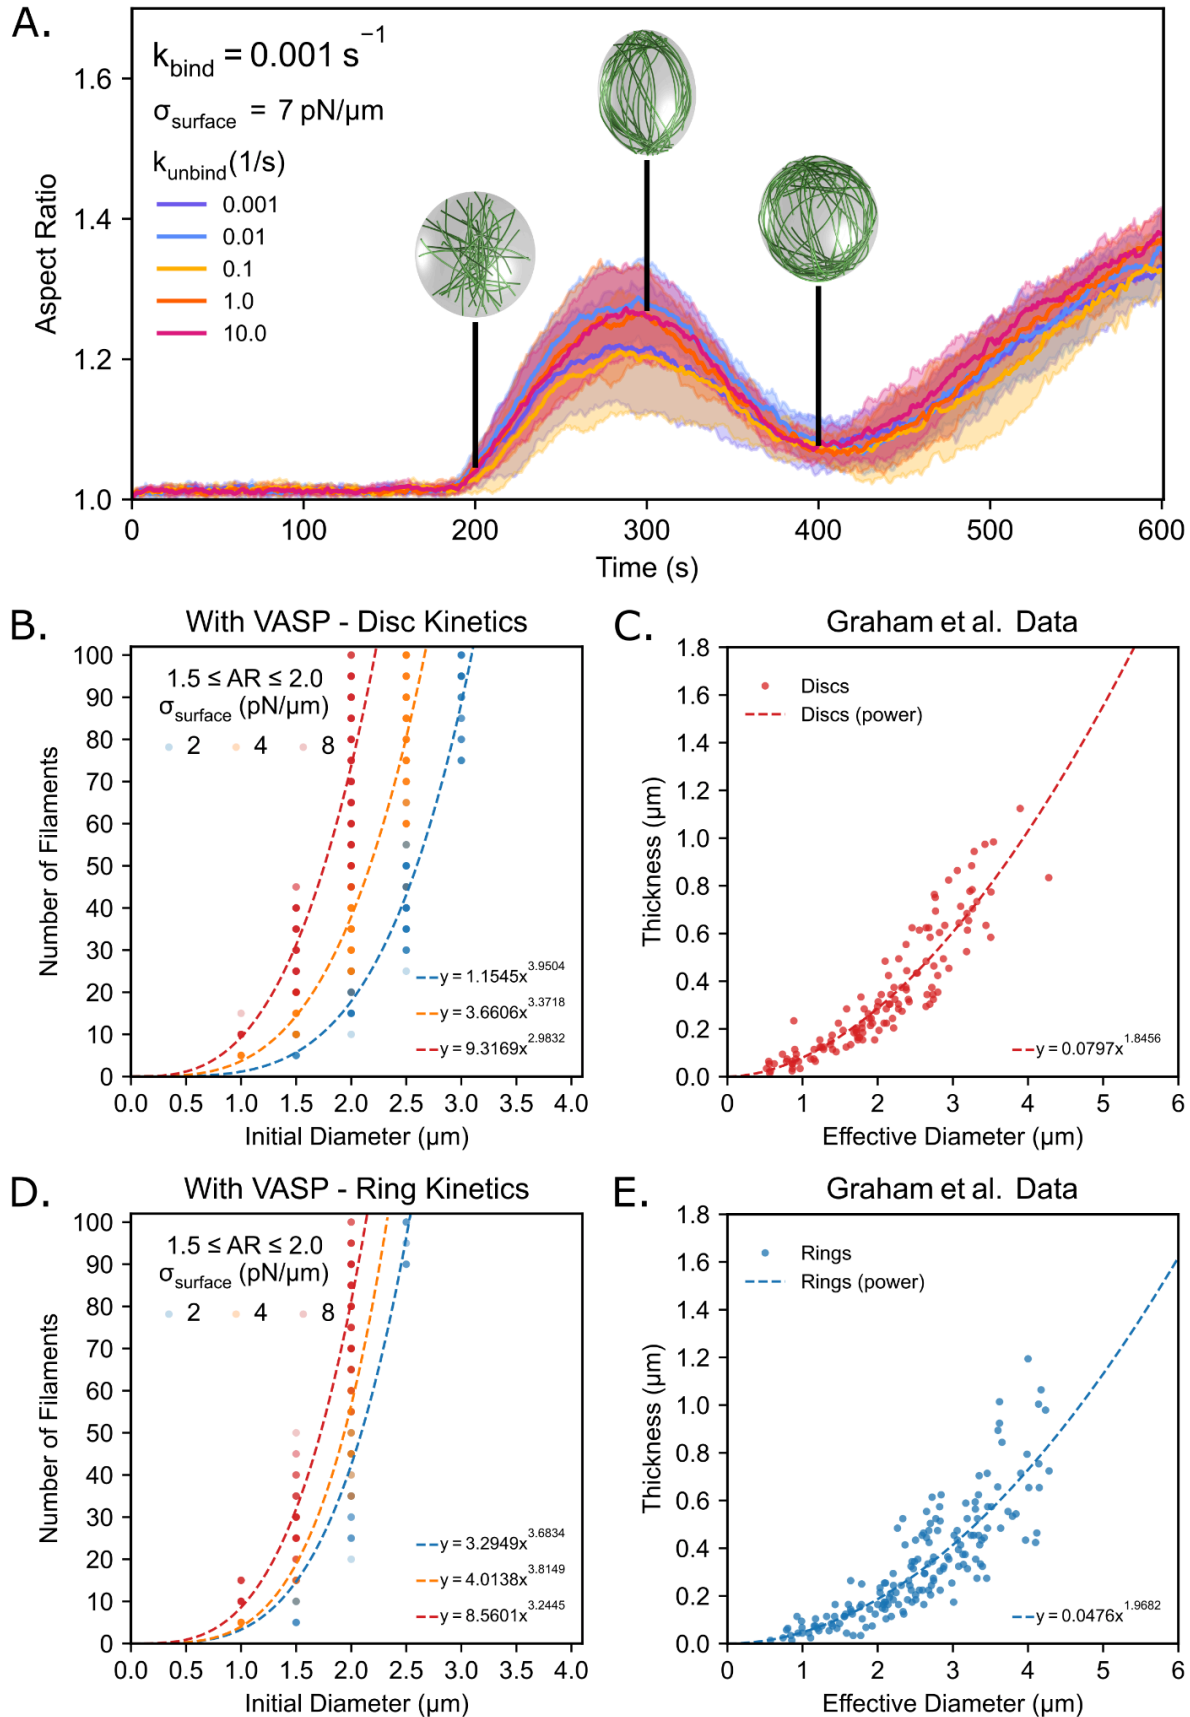 A.
k_bind = 0.001 s⁻¹
σ_surface = 7 pN/µm
k_unbind (1/s)
0.001
0.01
0.1
1.0
10.0
Aspect Ratio
1.6
1.4
1.2
1.0
0 100 200 300 400 500 600
Time (s)
B.
With VASP - Disc Kinetics
1.5 ≤ AR ≤ 2.0
σ_surface (pN/µm)
2 4 8
Number of Filaments
100
90
80
70
60
50
40
30
20
10
0
y = 1.1545x^3.9504
y = 3.6606x^3.3718
y = 9.3169x^2.9832
0.0 0.5 1.0 1.5 2.0 2.5 3.0 3.5 4.0
Initial Diameter (µm)
C.
Graham et al. Data
Discs
Discs (power)
Thickness (µm)
1.8
1.6
1.4
1.2
1.0
0.8
0.6
0.4
0.2
0.0
y = 0.0797x^1.8456
0 1 2 3 4 5 6
Effective Diameter (µm)
D.
With VASP - Ring Kinetics
1.5 ≤ AR ≤ 2.0
σ_surface (pN/µm)
2 4 8
Number of Filaments
100
90
80
70
60
50
40
30
20
10
0
y = 3.2949x^3.6834
y = 4.0138x^3.8149
y = 8.5601x^3.2445
0.0 0.5 1.0 1.5 2.0 2.5 3.0 3.5 4.0
Initial Diameter (µm)
E.
Graham et al. Data
Rings
Rings (power)
Thickness (µm)
1.8
1.6
1.4
1.2
1.0
0.8
0.6
0.4
0.2
0.0
y = 0.0476x^1.9682
0 1 2 3 4 5 6
Effective Diameter (µm)